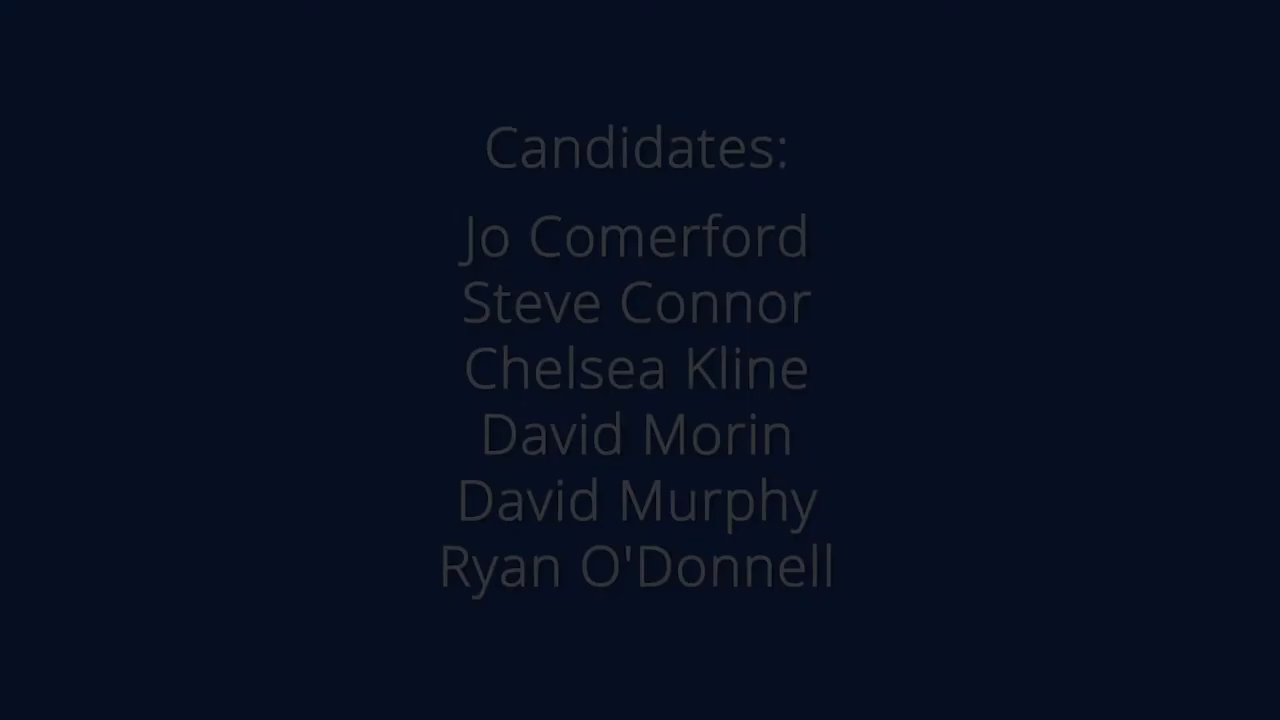 Candidates:
Jo Comerford
Steve Connor
Chelsea Kline
David Morin
David Murphy
Ryan O'Donnell